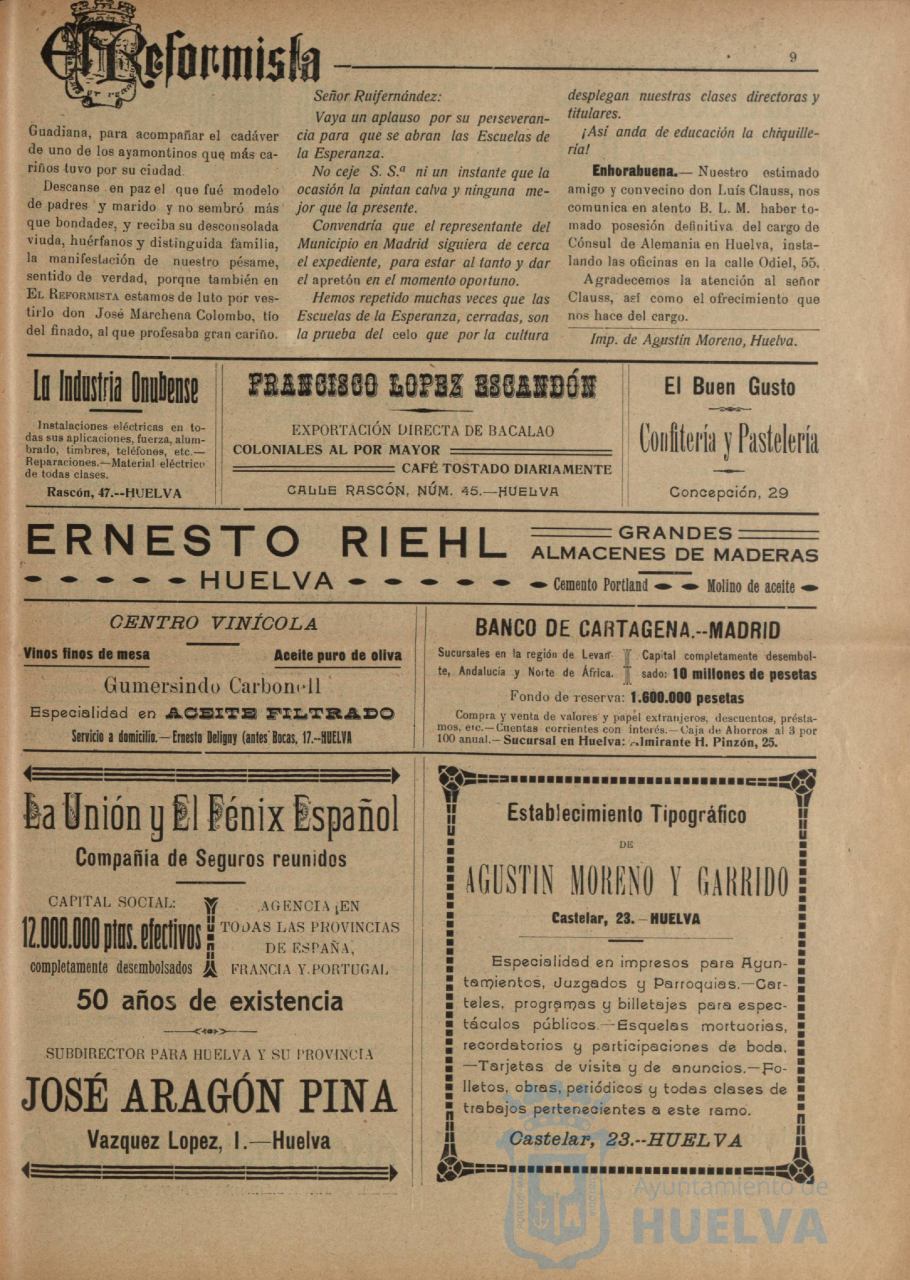 El Reformista
9
Guadiana, para acompañar el cadáver
de uno de los ayamontinos que más ca-
riños tuvo por su ciudad.
Descanse en paz el que fué modelo
de padres y marido y no sembró más
que bondades, y reciba su desconsolada
viuda, huérfanos y distinguida familia,
la manifestación de nuestro pésame,
sentido de verdad, porque también en
EL REFORMISTA estamos de luto por ves-
tirlo don José Marchena Colombo, tío
del finado, al que profesaba gran cariño.
Señor Ruifernández:
Vaya un aplauso por su perseveran-
cia para que se abran las Escuelas de
la Esperanza.
No ceje S. S.ª ni un instante que la
ocasión la pintan calva y ninguna me-
jor que la presente.
Convendría que el representante del
Municipio en Madrid siguiera de cerca
el expediente, para estar al tanto y dar
el apretón en el momento oportuno.
Hemos repetido muchas veces que las
Escuelas de la Esperanza, cerradas, son
la prueba del celo que por la cultura
desplegan nuestras clases directoras y
titulares.
¡Así anda de educación la chiquille-
ría!
Enhorabuena.— Nuestro estimado
amigo y convecino don Luís Clauss, nos
comunica en atento B. L. M. haber to-
mado posesión definitiva del cargo de
Cónsul de Alemania en Huelva, insta-
lando las oficinas en la calle Odiel, 55.
Agradecemos la atención al señor
Clauss, así como el ofrecimiento que
nos hace del cargo.
Imp. de Agustín Moreno, Huelva.
La Industria Onubense
Instalaciones eléctricas en to-
das sus aplicaciones, fuerza, alum-
brado, timbres, teléfonos, etc.—
Reparaciones.—Material eléctrico
de todas clases.
Rascón, 47.--HUELVA
FRANCISCO LOPEZ ESCANDÓN
EXPORTACIÓN DIRECTA DE BACALAO
COLONIALES AL POR MAYOR
CAFÉ TOSTADO DIARIAMENTE
CALLE RASCÓN, NÚM. 45.—HUELVA
El Buen Gusto
Confitería y Pastelería
Concepción, 29
ERNESTO RIEHL
HUELVA
GRANDES
ALMACENES DE MADERAS
Cemento Portland
Molino de aceite
CENTRO VINÍCOLA
Vinos finos de mesa
Aceite puro de oliva
Gumersindo Carbonell
Especialidad en ACEITE FILTRADO
Servicio a domicilio.—Ernesto Deligny (antes Bocas, 17.--HUELVA
BANCO DE CARTAGENA.--MADRID
Sucursales en la región de Levan-
te, Andalucía y Norte de África.
Capital completamente desembol-
sado: 10 millones de pesetas
Fondo de reserva: 1.600.000 pesetas
Compra y venta de valores y papel extranjeros, descuentos, présta-
mos, etc.—Cuentas corrientes con interés.—Caja de Ahorros al 3 por
100 anual.—Sucursal en Huelva: Almirante H. Pinzón, 25.
La Unión y El Fénix Español
Compañia de Seguros reunidos
CAPITAL SOCIAL:
12.000.000 ptas. efectivos
completamente desembolsados
AGENCIA ¡EN
TODAS LAS PROVINCIAS
DE ESPAÑA,
FRANCIA Y PORTUGAL
50 años de existencia
SUBDIRECTOR PARA HUELVA Y SU PROVINCIA
JOSÉ ARAGÓN PINA
Vazquez Lopez, 1.—Huelva
Establecimiento Tipográfico
DE
AGUSTIN MORENO Y GARRIDO
Castelar, 23.—HUELVA
Especialidad en impresos para Ayun-
tamientos, Juzgados y Parroquias.—Car-
teles, programas y billetajes para espec-
táculos públicos.—Esquelas mortuorias,
recordatorios y participaciones de boda.
—Tarjetas de visita y de anuncios.—Fo-
lletos, obras, periódicos y todas clases de
trabajos pertenecientes a este ramo.
Castelar, 23.--HUELVA
Ayuntamiento de
HUELVA